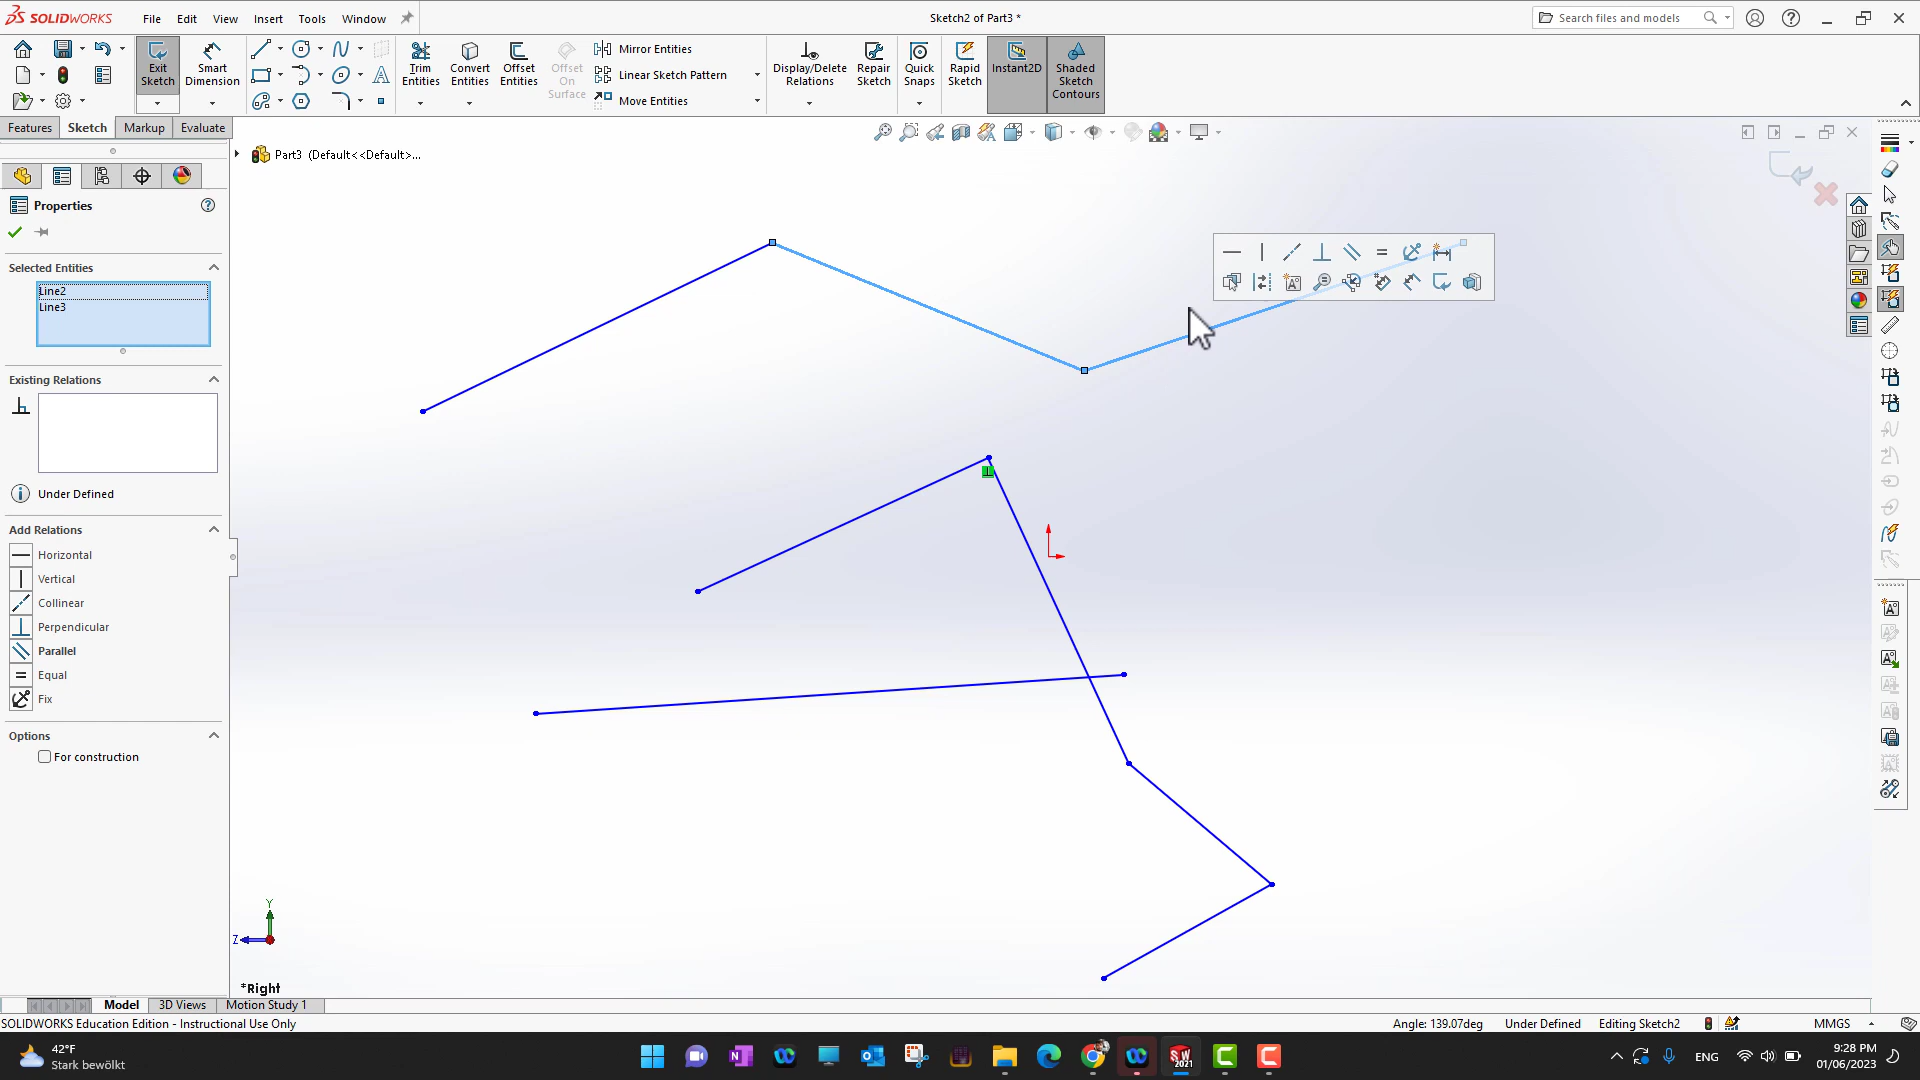 SOLIDWORKS
File Edit View Insert Tools Window
Sketch2 of Part3 *
Search files and models
Exit Sketch
Smart Dimension
Trim Entities
Convert Entities
Offset Entities
Offset On Surface
Mirror Entities
Linear Sketch Pattern
Move Entities
Display/Delete Relations
Repair Sketch
Quick Snaps
Rapid Sketch
Instant2D
Shaded Sketch Contours
Features Sketch Markup Evaluate
Part3 (Default<<Default>...
Properties
Selected Entities
Line2
Line3
Existing Relations
Under Defined
Add Relations
Horizontal
Vertical
Collinear
Perpendicular
Parallel
Equal
Fix
Options
For construction
Y
Z
*Right
Model 3D Views Motion Study 1
SOLIDWORKS Education Edition - Instructional Use Only
Angle: 139.07deg Under Defined Editing Sketch2 MMGS
42°F
Stark bewölkt
SW
2021
ENG
9:28 PM
01/06/2023